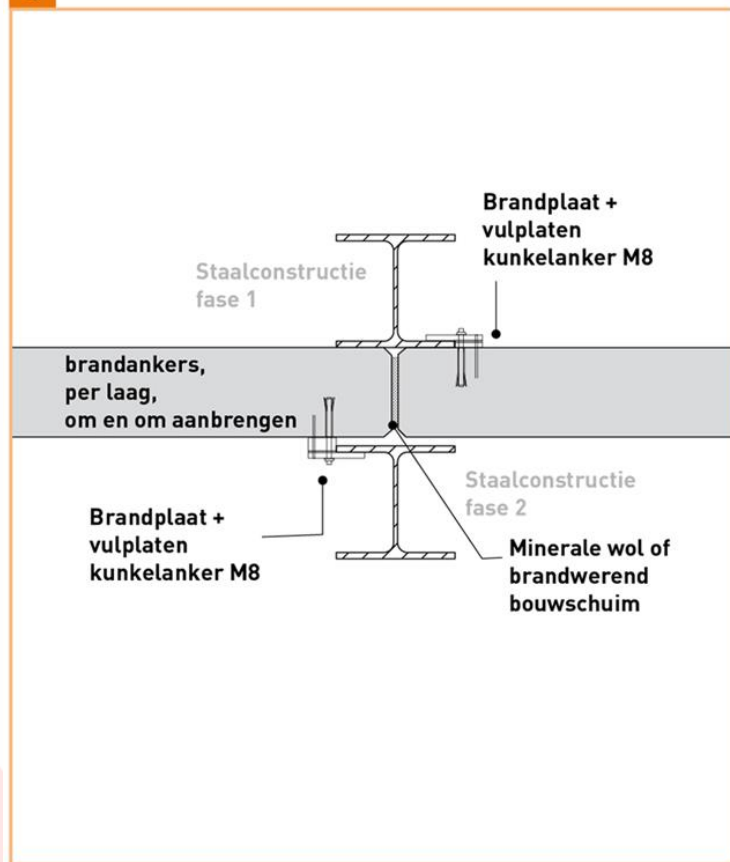 Brandplaat +
vulplaten
kunkelanker M8
Staalconstructie
fase 1
brandankers,
per laag,
om en om aanbrengen
Staalconstructie
fase 2
Brandplaat +
vulplaten
kunkelanker M8
Minerale wol of
brandwerend
bouwschuim